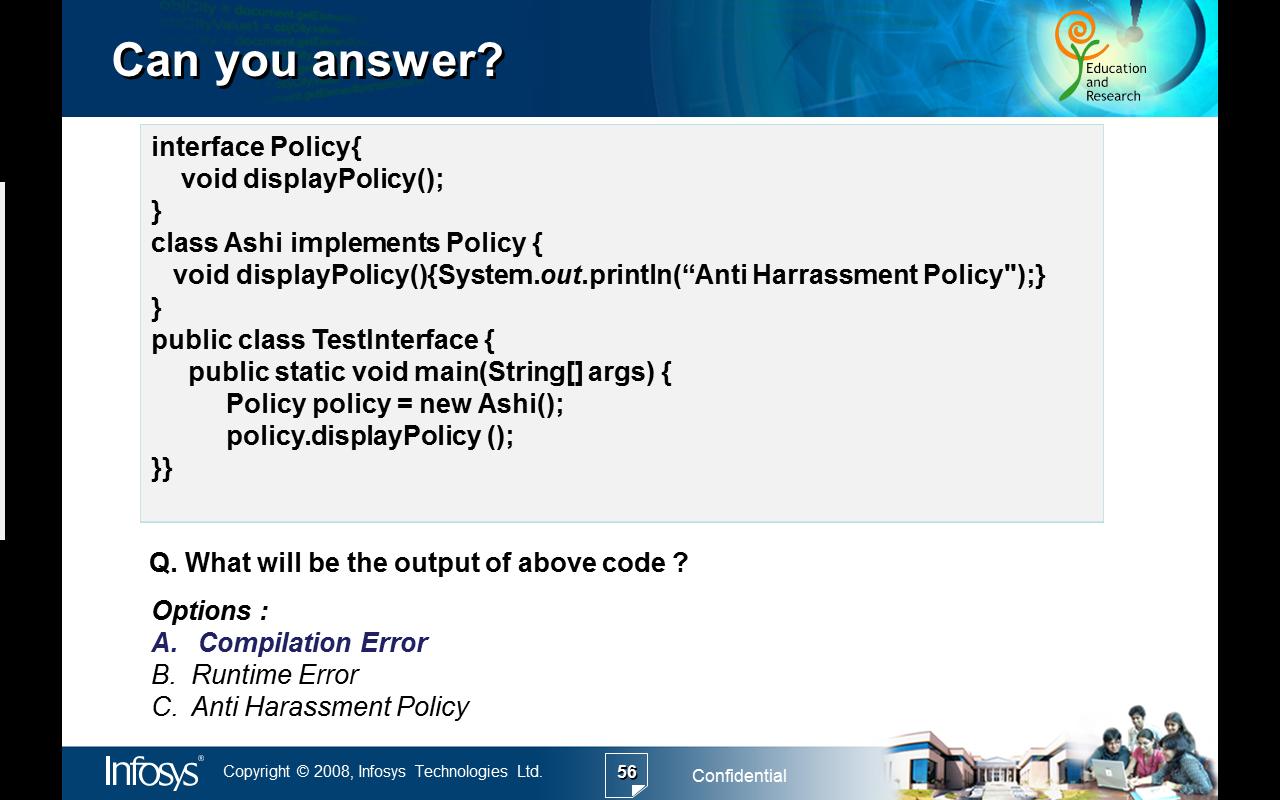 Can you answer?
Education
and
Research
interface Policy{
void displayPolicy();
}
class Ashi implements Policy {
void displayPolicy(){System.out.println(“Anti Harrassment Policy");}
}
public class TestInterface {
public static void main(String[] args) {
Policy policy = new Ashi();
policy.displayPolicy ();
}}
Q. What will be the output of above code ?
Options :
A. Compilation Error
B. Runtime Error
C. Anti Harassment Policy
Infosys® Copyright © 2008, Infosys Technologies Ltd. 56 Confidential